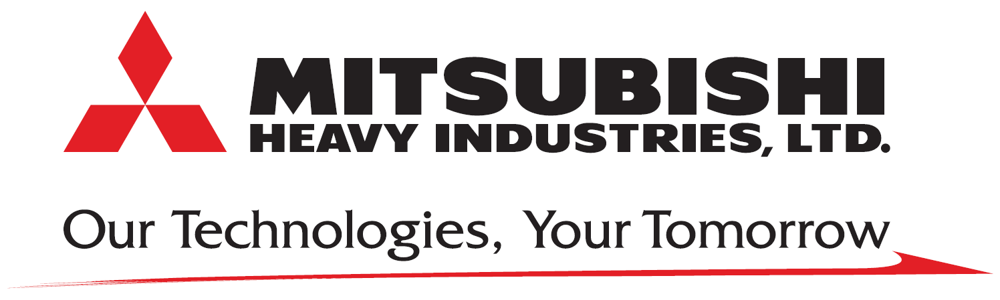 MITSUBISHI
HEAVY INDUSTRIES, LTD.
Our Technologies, Your Tomorrow